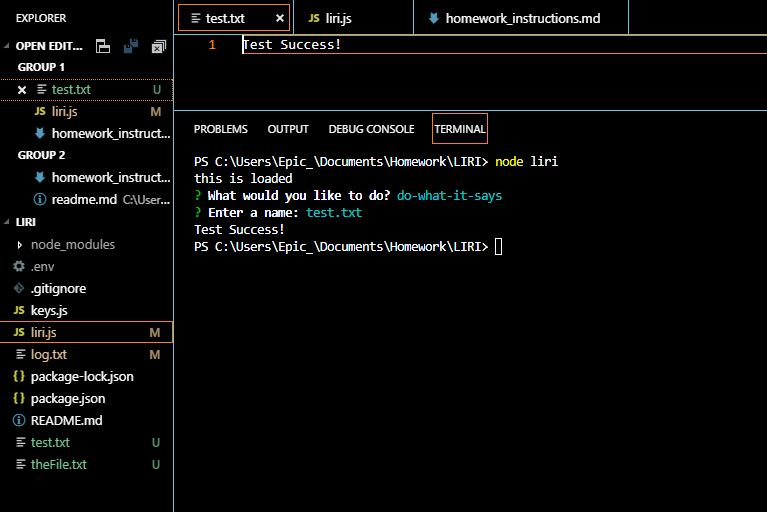 EXPLORER
OPEN EDIT...
GROUP 1
test.txt U
JS liri.js M
homework_instruct...
GROUP 2
homework_instruct...
readme.md C:\User...
LIRI
node_modules
.env
.gitignore
JS keys.js
JS liri.js M
log.txt M
{} package-lock.json
{} package.json
README.md
test.txt U
theFile.txt U
test.txt
JS liri.js
homework_instructions.md
1 Test Success!
PROBLEMS OUTPUT DEBUG CONSOLE TERMINAL
PS C:\Users\Epic_\Documents\Homework\LIRI> node liri
this is loaded
? What would you like to do? do-what-it-says
? Enter a name: test.txt
Test Success!
PS C:\Users\Epic_\Documents\Homework\LIRI>